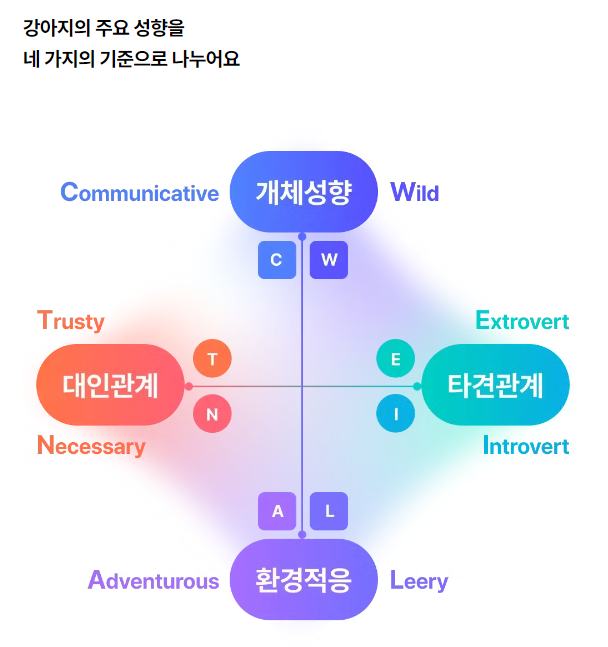 강아지의 주요 성향을
네 가지의 기준으로 나누어요
Communicative 개체성향 Wild
C W
Trusty Extrovert
T E
대인관계 타견관계
N I
Necessary Introvert
A L
Adventurous 환경적응 Leery